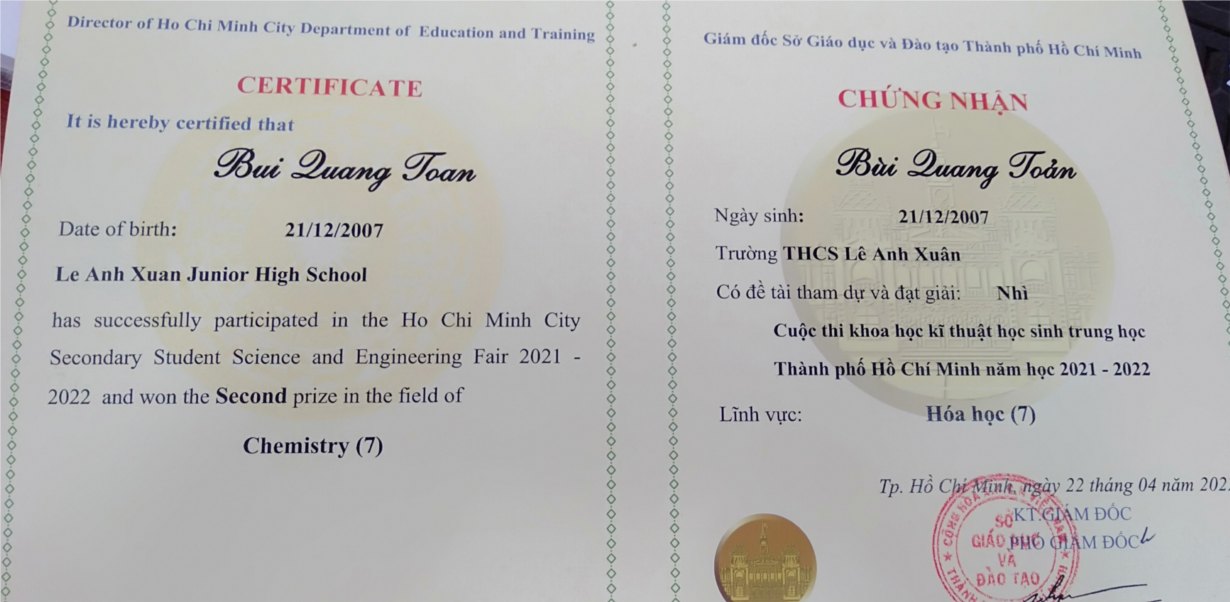 Director of Ho Chi Minh City Department of Education and Training
CERTIFICATE
It is hereby certified that
Bui Quang Toan
Date of birth: 21/12/2007
Le Anh Xuan Junior High School
has successfully participated in the Ho Chi Minh City
Secondary Student Science and Engineering Fair 2021 -
2022 and won the Second prize in the field of
Chemistry (7)
Giám đốc Sở Giáo dục và Đào tạo Thành phố Hồ Chí Minh
CHỨNG NHẬN
Bùi Quang Toản
Ngày sinh: 21/12/2007
Trường THCS Lê Anh Xuân
Có đề tài tham dự và đạt giải: Nhì
Cuộc thi khoa học kĩ thuật học sinh trung học
Thành phố Hồ Chí Minh năm học 2021 - 2022
Lĩnh vực: Hóa học (7)
Tp. Hồ Chí Minh, ngày 22 tháng 04 năm 202
KT.GIÁM ĐỐC
PHÓ GIÁM ĐỐC
SỞ
GIÁO DỤC
VÀ
ĐÀO TẠO